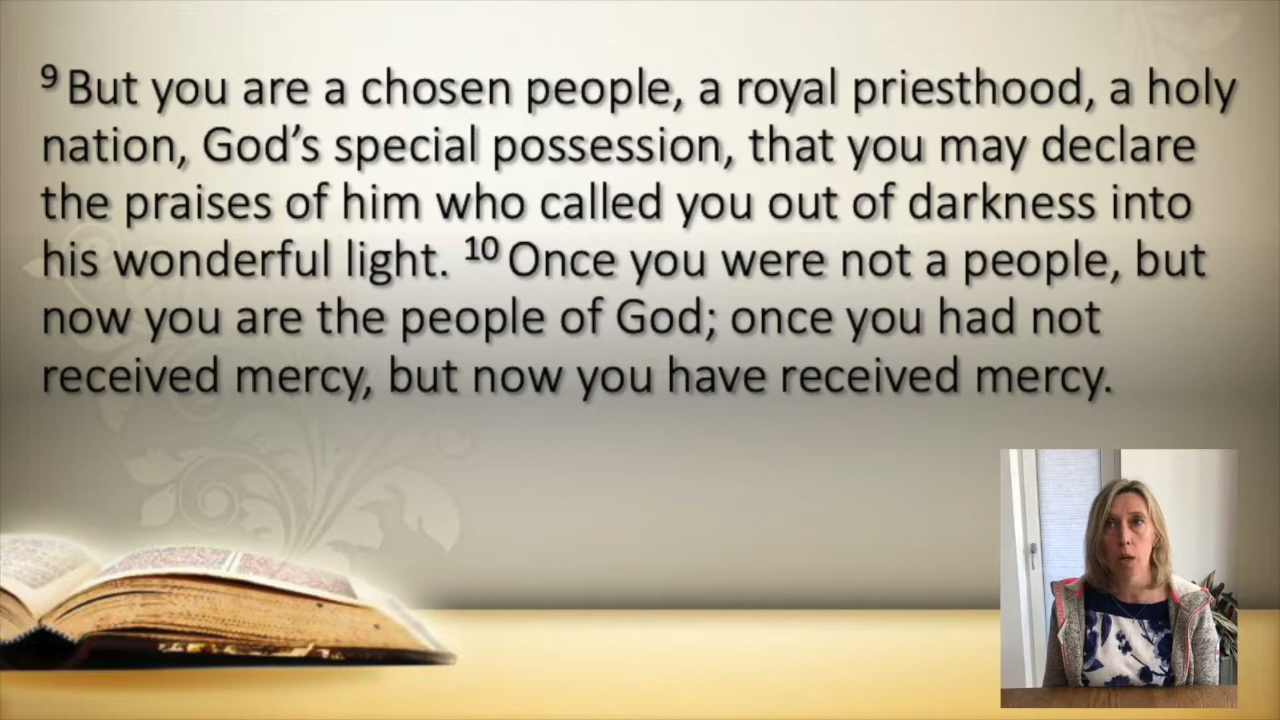 ⁹ But you are a chosen people, a royal priesthood, a holy
nation, God’s special possession, that you may declare
the praises of him who called you out of darkness into
his wonderful light. ¹⁰ Once you were not a people, but
now you are the people of God; once you had not
received mercy, but now you have received mercy.